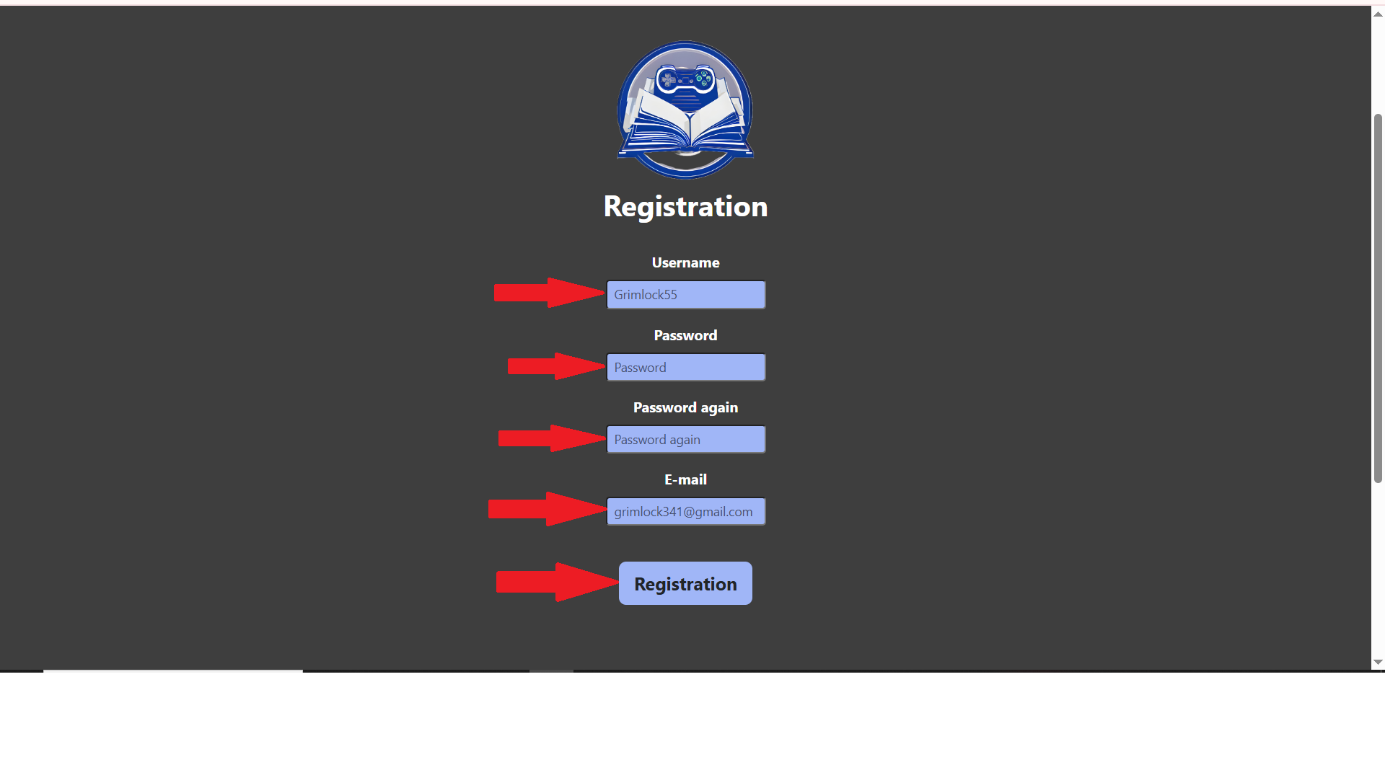 Registration
Username
Grimlock55
Password
Password
Password again
Password again
E-mail
grimlock341@gmail.com
Registration